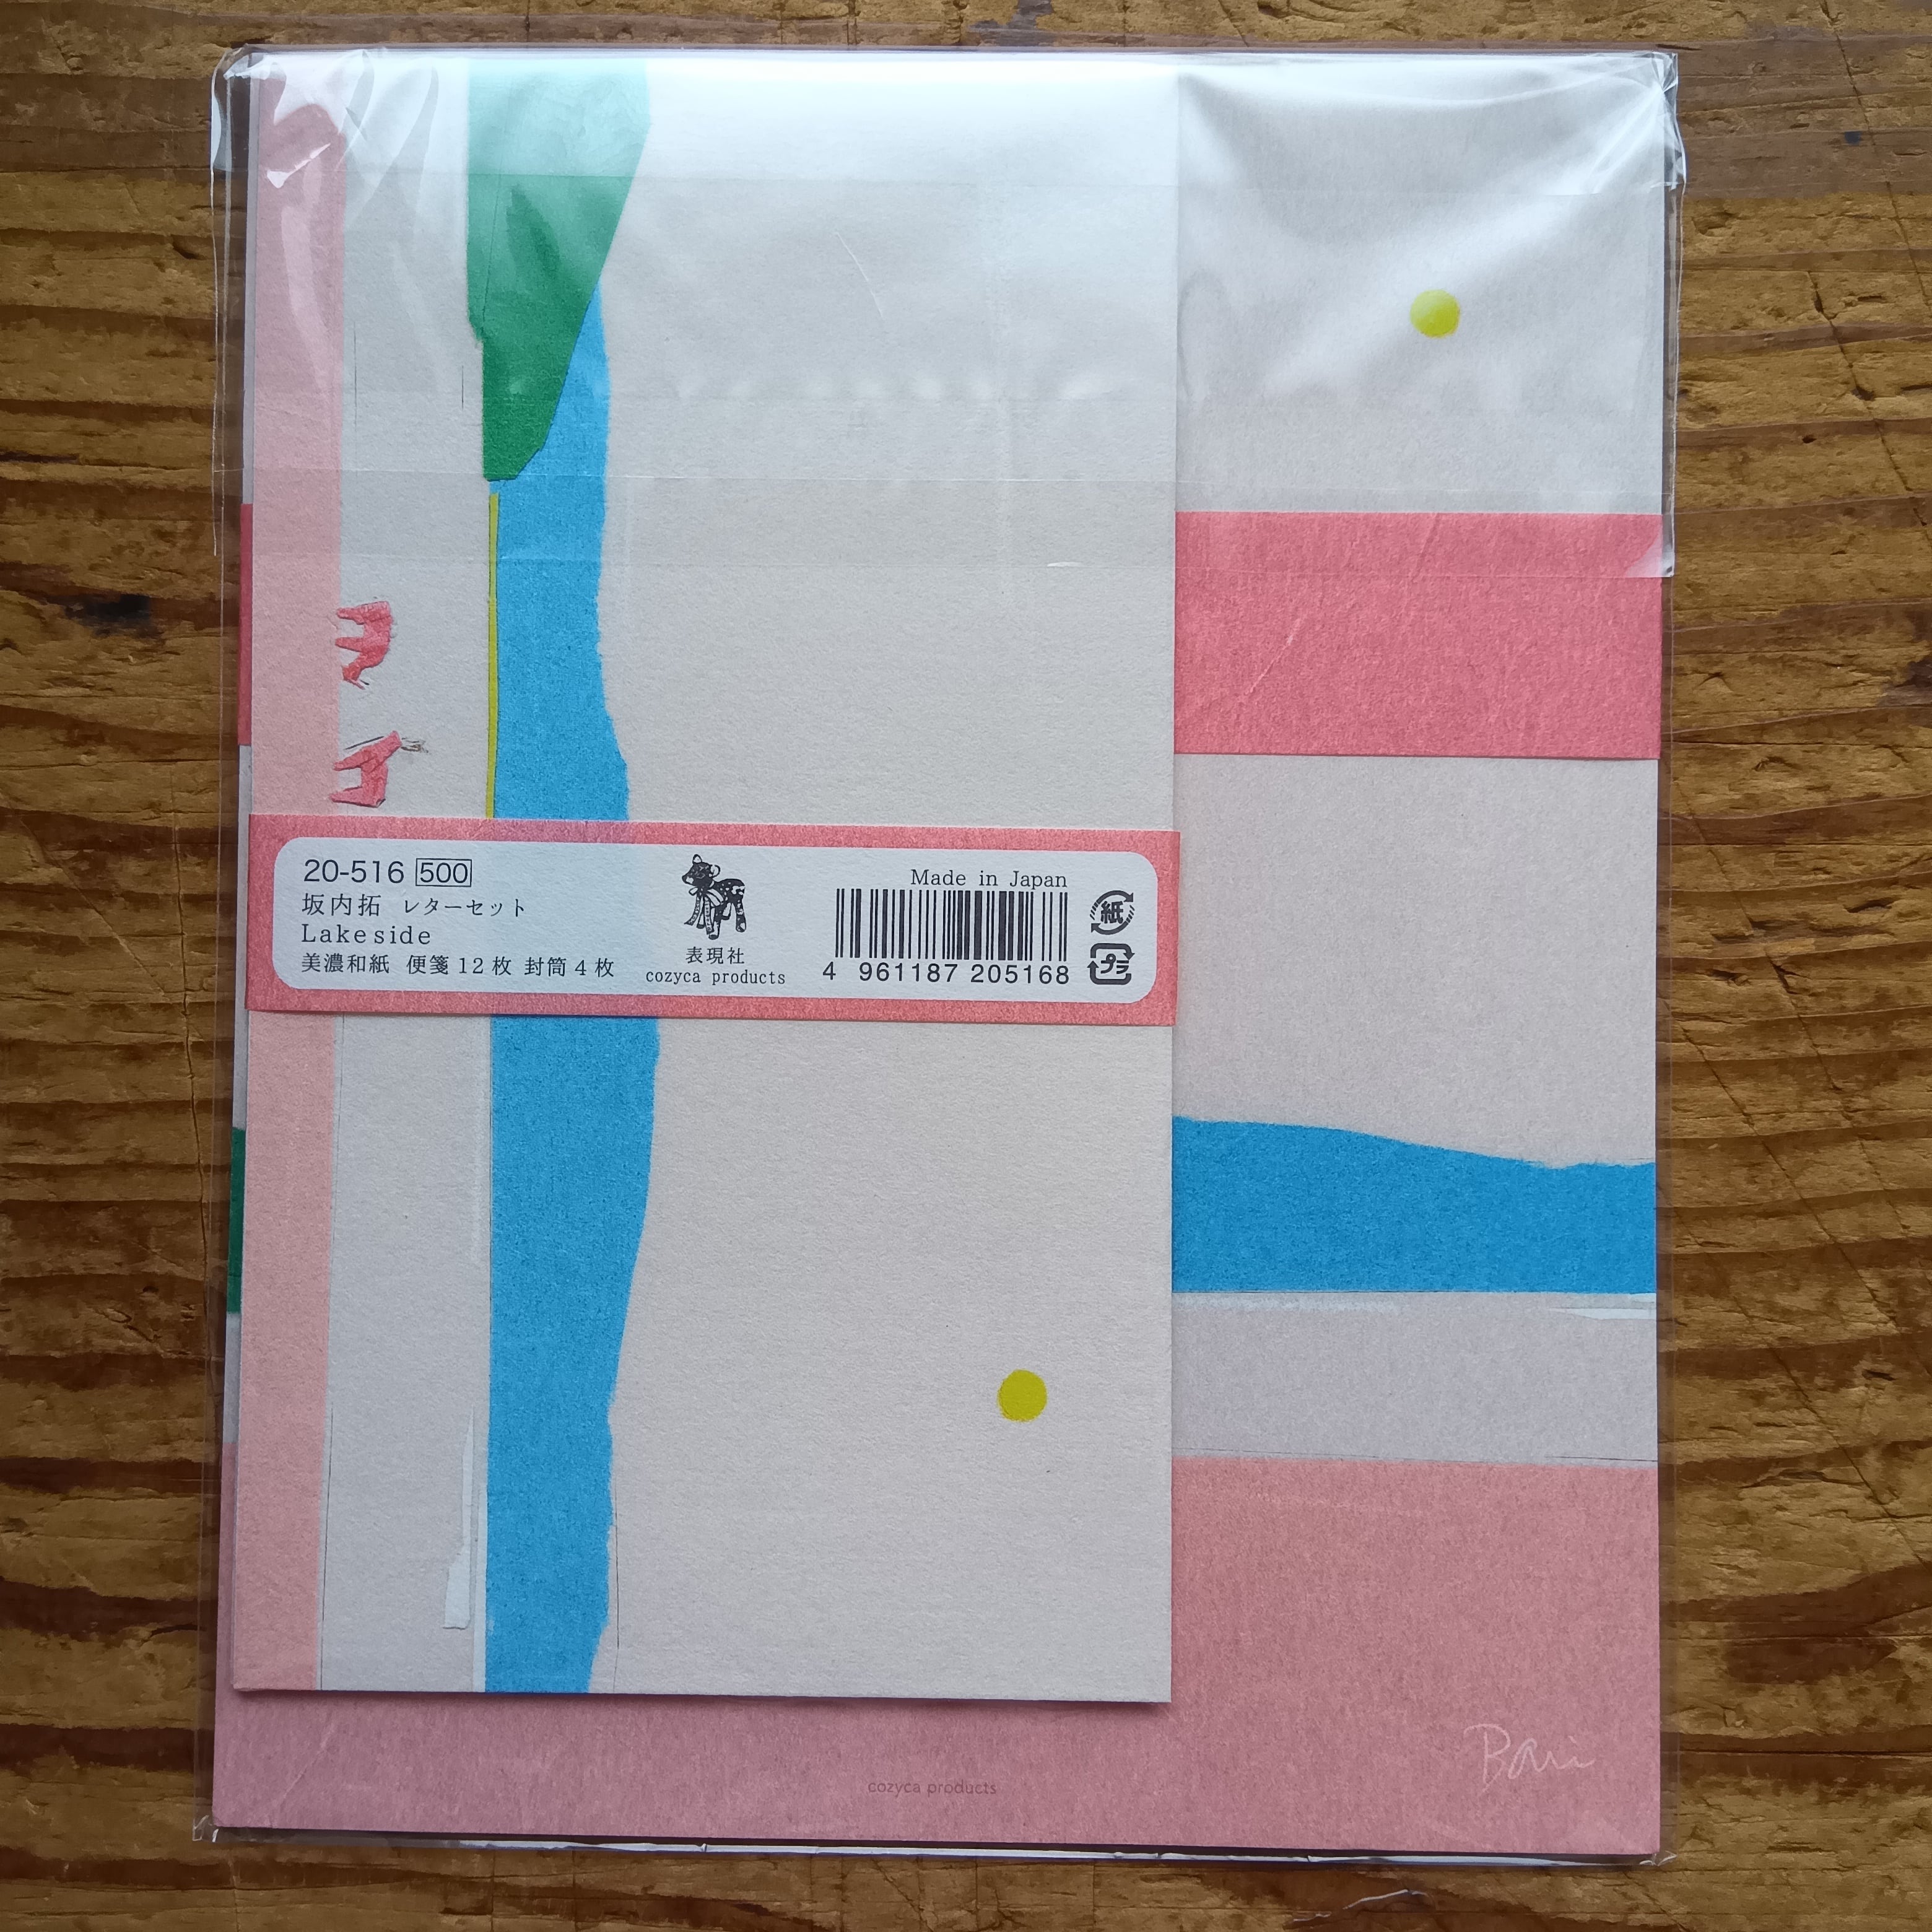 20-516 500
坂内拓 レターセット
Lakeside
美濃和紙 便箋12枚 封筒4枚
表現社
cozyca products
Made in Japan
4 961187 205168
紙
プラ
Bari
cozyca products